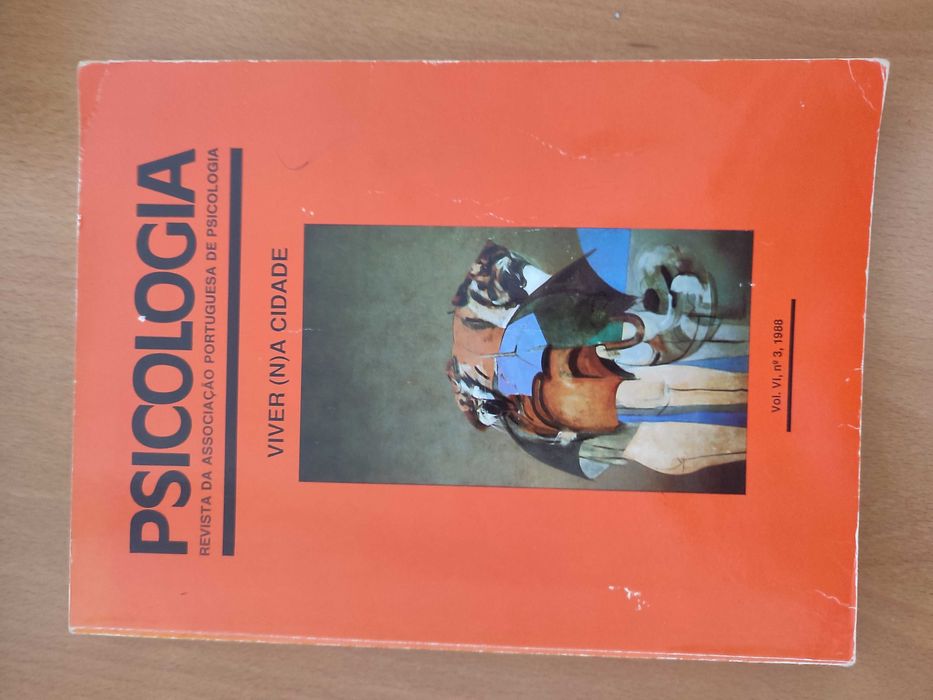 PSICOLOGIA
REVISTA DA ASSOCIAÇÃO PORTUGUESA DE PSICOLOGIA
VIVER (N)A CIDADE
Vol. VI, nº 3, 1988